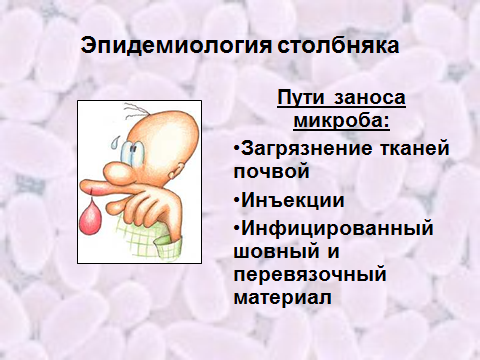 Эпидемиология столбняка
Пути заноса
микроба:
•Загрязнение тканей
почвой
•Инъекции
•Инфицированный
шовный и
перевязочный
материал